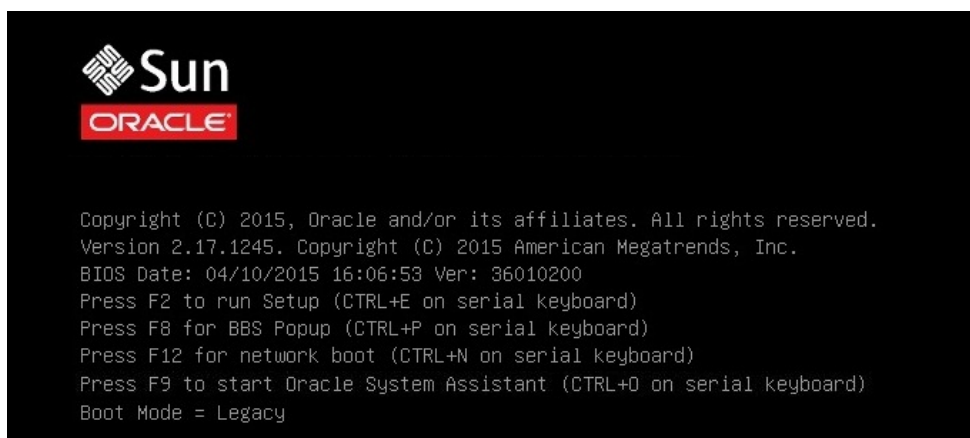 Sun
ORACLE
Copyright (C) 2015, Oracle and/or its affiliates. All rights reserved.
Version 2.17.1245. Copyright (C) 2015 American Megatrends, Inc.
BIOS Date: 04/10/2015 16:06:53 Ver: 36010200
Press F2 to run Setup (CTRL+E on serial keyboard)
Press F8 for BBS Popup (CTRL+P on serial keyboard)
Press F12 for network boot (CTRL+N on serial keyboard)
Press F9 to start Oracle System Assistant (CTRL+O on serial keyboard)
Boot Mode = Legacy